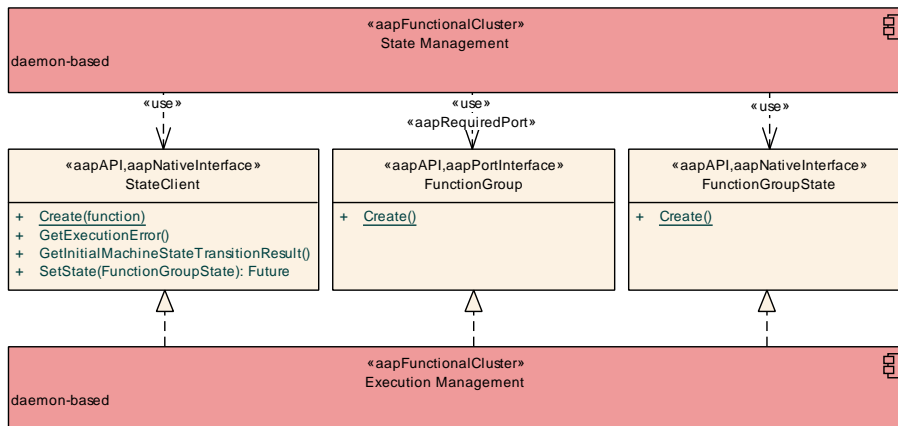 «aapFunctionalCluster»
State Management
daemon-based
«use»
«use»
«aapRequiredPort»
«use»
«aapAPI,aapNativeInterface»
StateClient
+ Create(function)
+ GetExecutionError()
+ GetInitialMachineStateTransitionResult()
+ SetState(FunctionGroupState): Future
«aapAPI,aapPortInterface»
FunctionGroup
+ Create()
«aapAPI,aapNativeInterface»
FunctionGroupState
+ Create()
«aapFunctionalCluster»
Execution Management
daemon-based